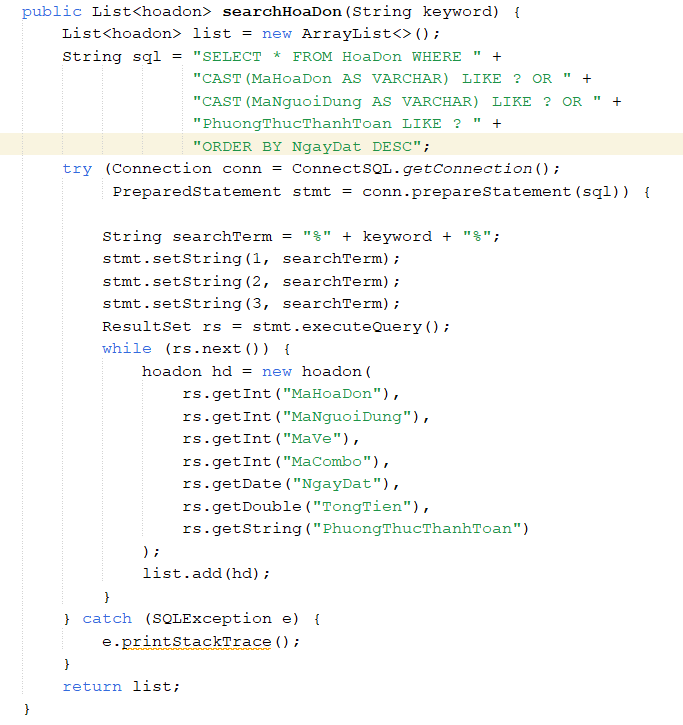 public List<hoadon> searchHoaDon(String keyword) {
    List<hoadon> list = new ArrayList<>();
    String sql = "SELECT * FROM HoaDon WHERE " +
                 "CAST(MaHoaDon AS VARCHAR) LIKE ? OR " +
                 "CAST(MaNguoiDung AS VARCHAR) LIKE ? OR " +
                 "PhuongThucThanhToan LIKE ? " +
                 "ORDER BY NgayDat DESC";
    try (Connection conn = ConnectSQL.getConnection();
         PreparedStatement stmt = conn.prepareStatement(sql)) {

        String searchTerm = "%" + keyword + "%";
        stmt.setString(1, searchTerm);
        stmt.setString(2, searchTerm);
        stmt.setString(3, searchTerm);
        ResultSet rs = stmt.executeQuery();
        while (rs.next()) {
            hoadon hd = new hoadon(
                rs.getInt("MaHoaDon"),
                rs.getInt("MaNguoiDung"),
                rs.getInt("MaVe"),
                rs.getInt("MaCombo"),
                rs.getDate("NgayDat"),
                rs.getDouble("TongTien"),
                rs.getString("PhuongThucThanhToan")
            );
            list.add(hd);
        }
    } catch (SQLException e) {
        e.printStackTrace();
    }
    return list;
}